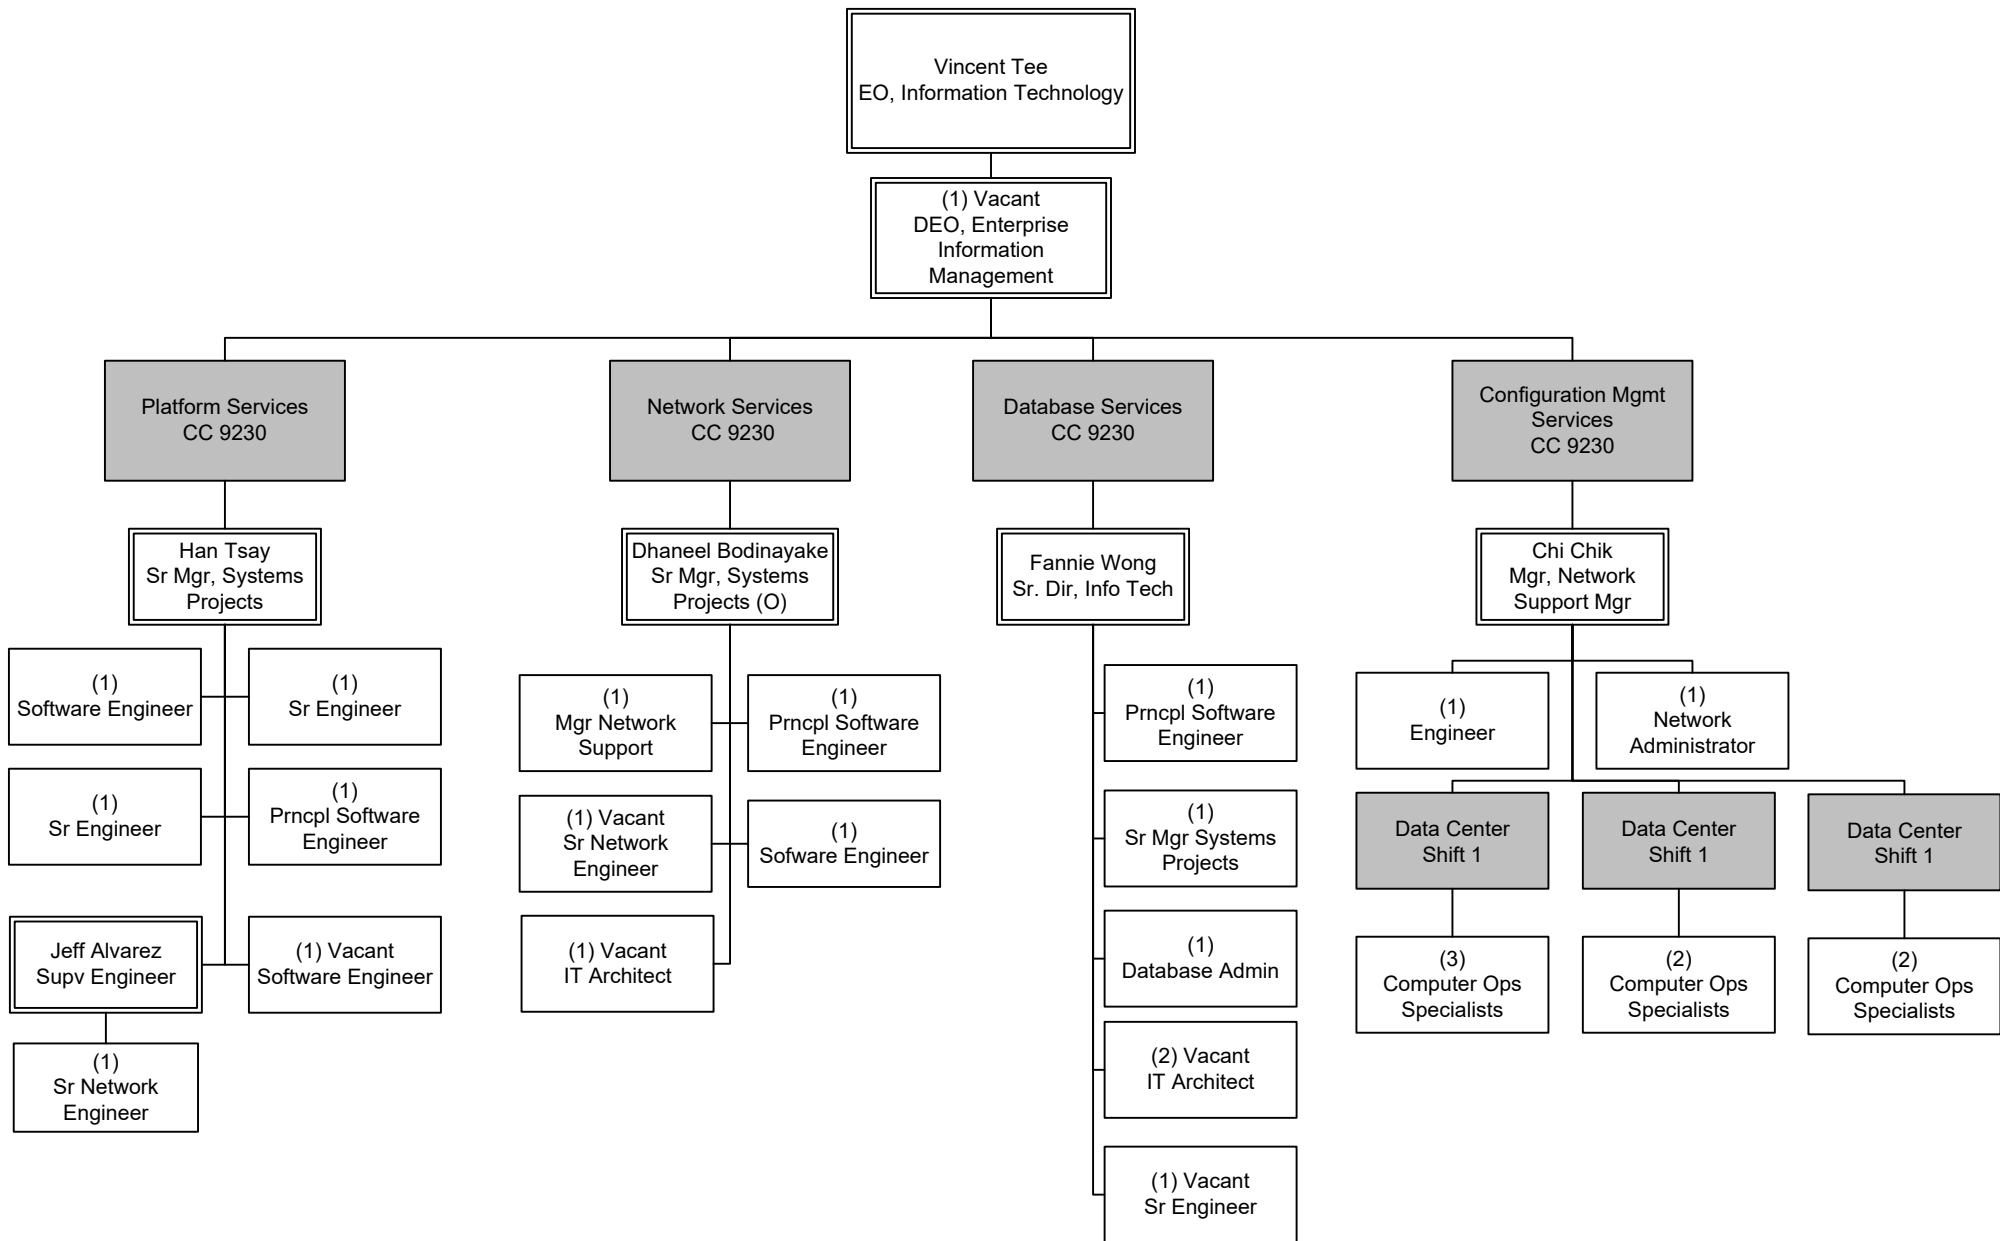 Vincent Tee
EO, Information Technology
(1) Vacant
DEO, Enterprise
Information
Management
Platform Services
CC 9230
Network Services
CC 9230
Database Services
CC 9230
Configuration Mgmt
Services
CC 9230
Han Tsay
Sr Mgr, Systems
Projects
Dhaneel Bodinayake
Sr Mgr, Systems
Projects (O)
Fannie Wong
Sr. Dir, Info Tech
Chi Chik
Mgr, Network
Support Mgr
(1)
Software Engineer
(1)
Sr Engineer
(1)
Sr Engineer
(1)
Prncpl Software
Engineer
Jeff Alvarez
Supv Engineer
(1) Vacant
Software Engineer
(1)
Sr Network
Engineer
(1)
Mgr Network
Support
(1)
Prncpl Software
Engineer
(1) Vacant
Sr Network
Engineer
(1)
Sofware Engineer
(1) Vacant
IT Architect
(1)
Prncpl Software
Engineer
(1)
Sr Mgr Systems
Projects
(1)
Database Admin
(2) Vacant
IT Architect
(1) Vacant
Sr Engineer
(1)
Engineer
(1)
Network
Administrator
Data Center
Shift 1
Data Center
Shift 1
Data Center
Shift 1
(3)
Computer Ops
Specialists
(2)
Computer Ops
Specialists
(2)
Computer Ops
Specialists